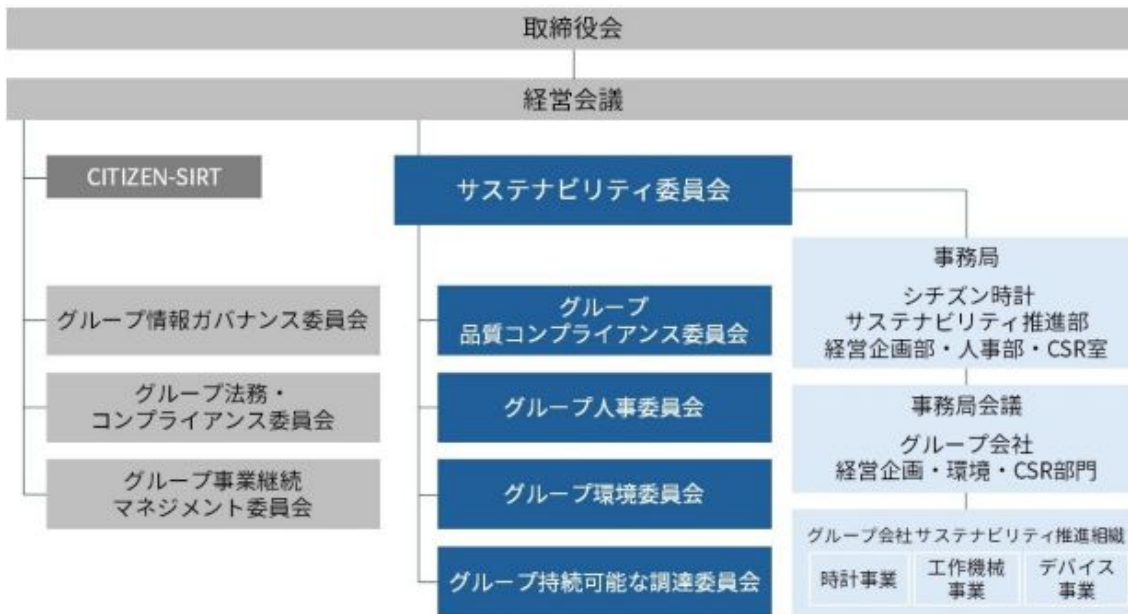 取締役会
経営会議
CITIZEN-SIRT
グループ情報ガバナンス委員会
グループ法務・
コンプライアンス委員会
グループ事業継続
マネジメント委員会
サステナビリティ委員会
グループ
品質コンプライアンス委員会
グループ人事委員会
グループ環境委員会
グループ持続可能な調達委員会
事務局
シチズン時計
サステナビリティ推進部
経営企画部・人事部・CSR室
事務局会議
グループ会社
経営企画・環境・CSR部門
グループ会社 サステナビリティ推進組織
時計事業
工作機械
事業
デバイス
事業